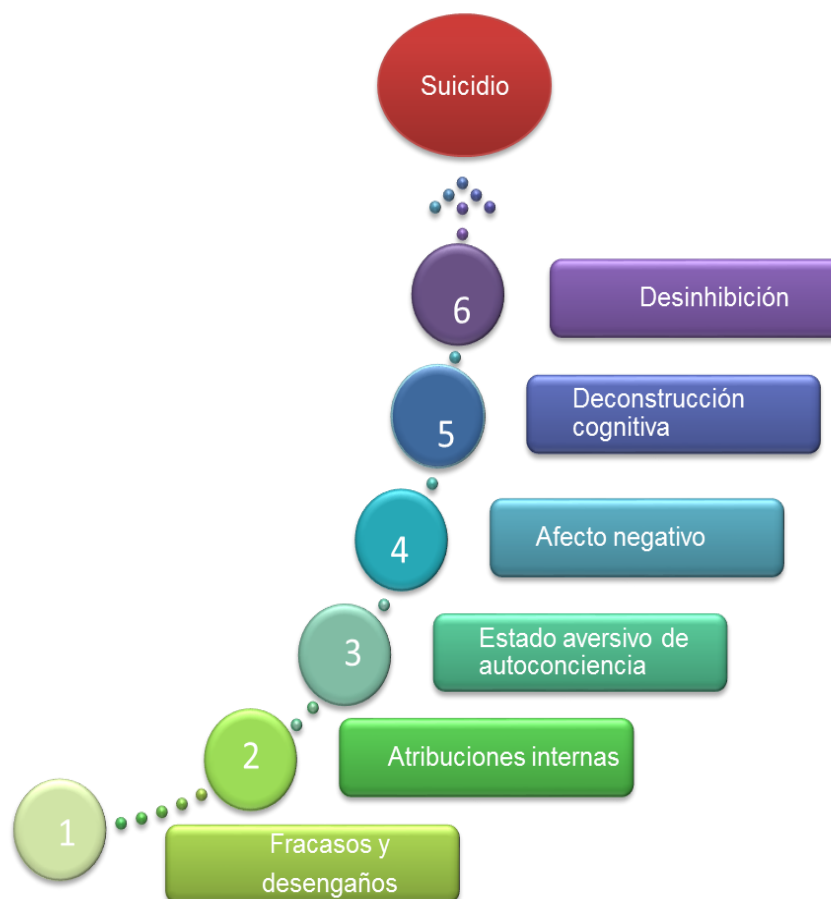 Suicidio
6
Desinhibición
5
Deconstrucción
cognitiva
4
Afecto negativo
3
Estado aversivo de
autoconciencia
2
Atribuciones internas
1
Fracasos y
desengaños